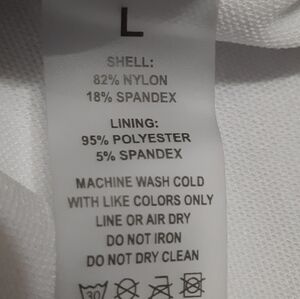 L
SHELL:
82% NYLON
18% SPANDEX
LINING:
95% POLYESTER
5% SPANDEX
MACHINE WASH COLD
WITH LIKE COLORS ONLY
LINE OR AIR DRY
DO NOT IRON
DO NOT DRY CLEAN
30